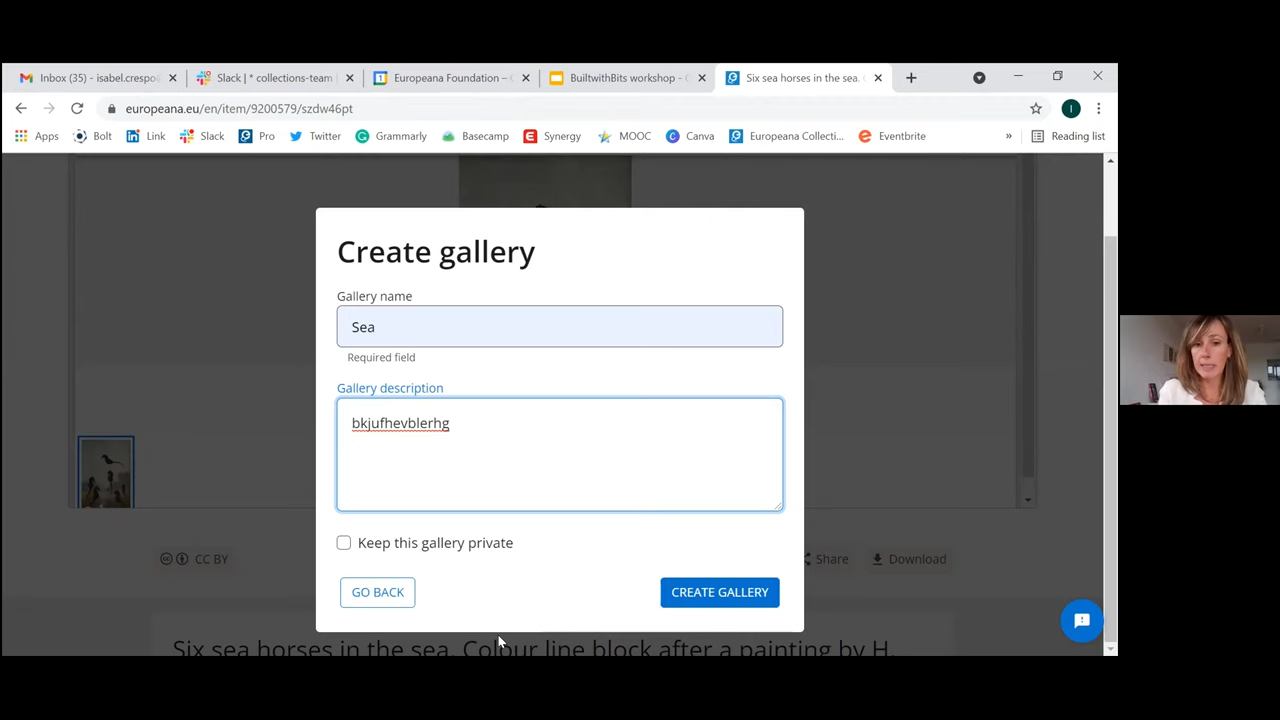 Inbox (35) - isabel.crespo
Slack | * collections-team
Europeana Foundation –
BuiltwithBits workshop -
Six sea horses in the sea.
europeana.eu/en/item/9200579/szdw46pt
Apps
Bolt
Link
Slack
Pro
Twitter
Grammarly
Basecamp
Synergy
MOOC
Canva
Europeana Collecti...
Eventbrite
»
Reading list
Create gallery
Gallery name
Sea
Required field
Gallery description
bkjufhevblerhg
Keep this gallery private
CC BY
Share
Download
GO BACK
CREATE GALLERY
Six sea horses in the sea. Colour line block after a painting by H.